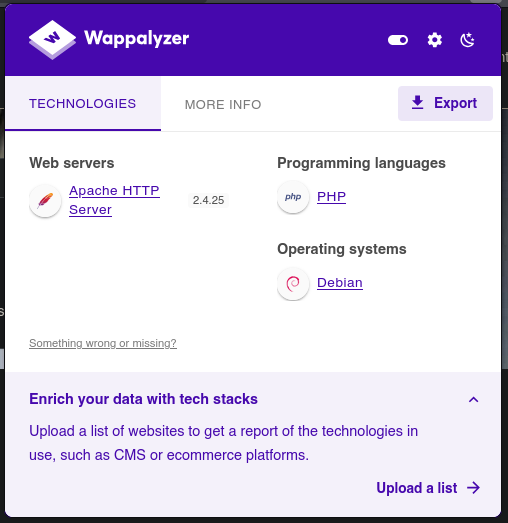 Wappalyzer
TECHNOLOGIES
MORE INFO
Export
Web servers
Apache HTTP
Server
2.4.25
Programming languages
php
PHP
Operating systems
Debian
Something wrong or missing?
Enrich your data with tech stacks
Upload a list of websites to get a report of the technologies in
use, such as CMS or ecommerce platforms.
Upload a list